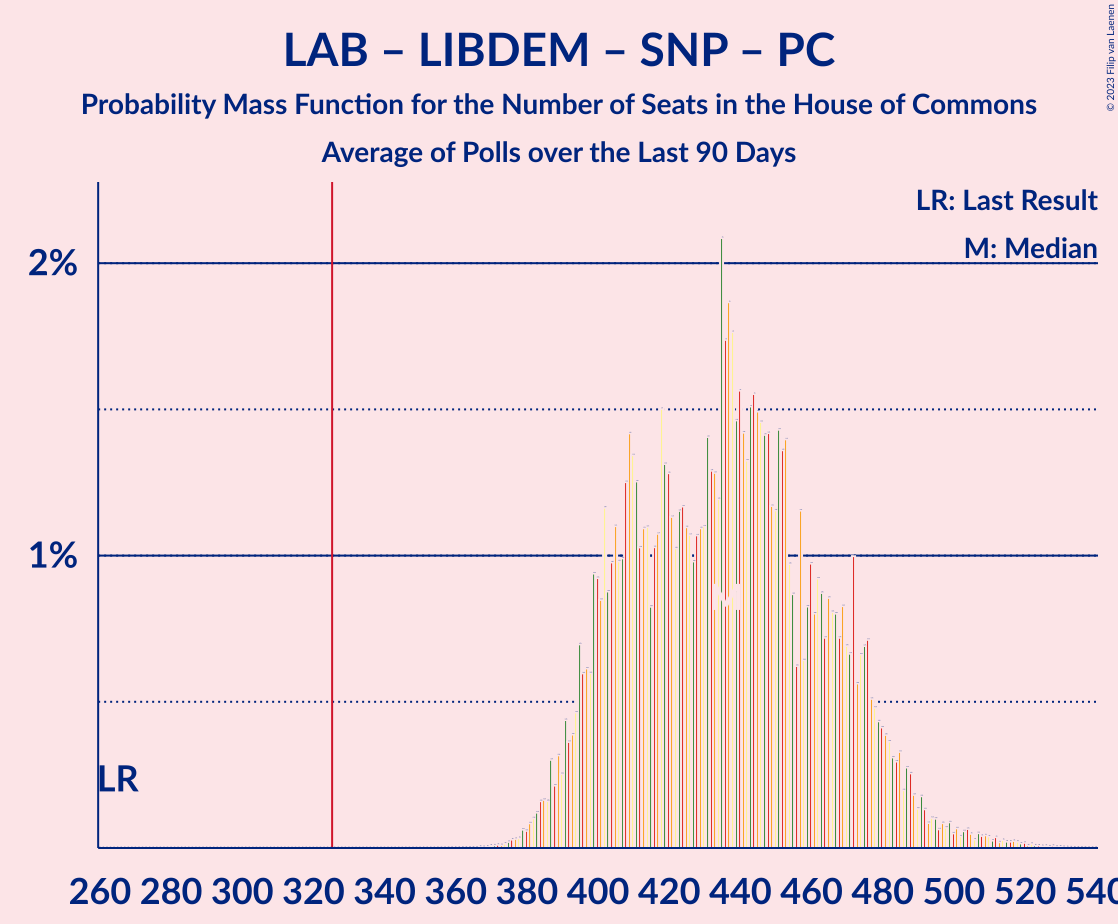 LAB – LIBDEM – SNP – PC
Probability Mass Function for the Number of Seats in the House of Commons
Average of Polls over the Last 90 Days
© 2023 Filip van Laenen
LR: Last Result
M: Median
2%
1%
M
LR
260 280 300 320 340 360 380 400 420 440 460 480 500 520 540